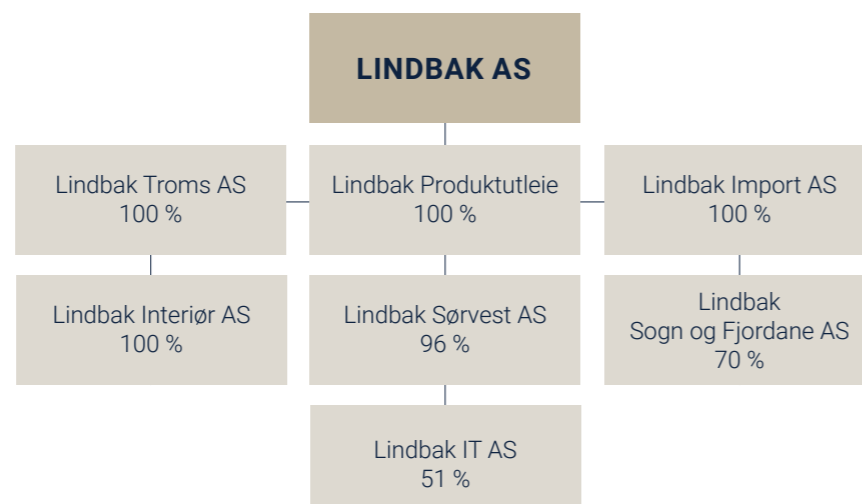 LINDBAK AS
Lindbak Troms AS
100 %
Lindbak Produktutleie
100 %
Lindbak Import AS
100 %
Lindbak Interiør AS
100 %
Lindbak Sørvest AS
96 %
Lindbak
Sogn og Fjordane AS
70 %
Lindbak IT AS
51 %